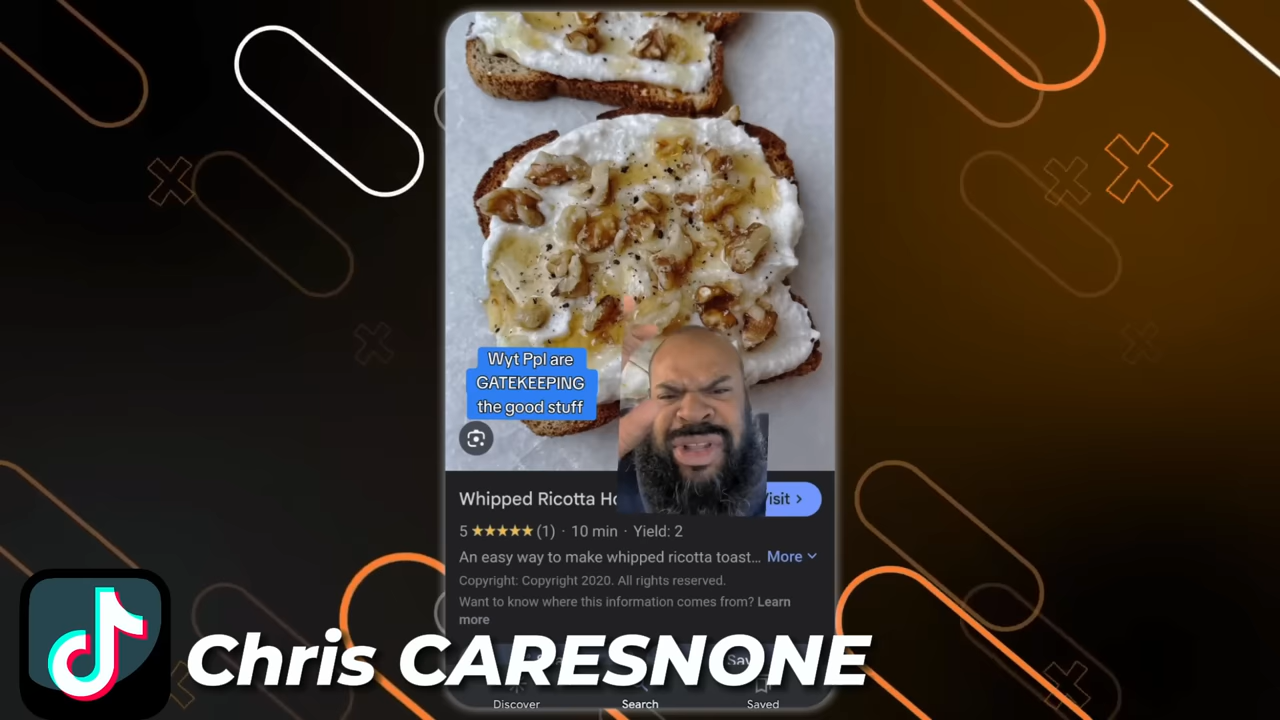 Wyt Ppl are
GATEKEEPING
the good stuff
Whipped Ricotta
Visit >
5 ★★★★★ (1) · 10 min · Yield: 2
An easy way to make whipped ricotta toast... More
Copyright: Copyright 2020. All rights reserved.
Want to know where this information comes from? Learn
more
Chris CARESNONE
Discover
Search
Saved